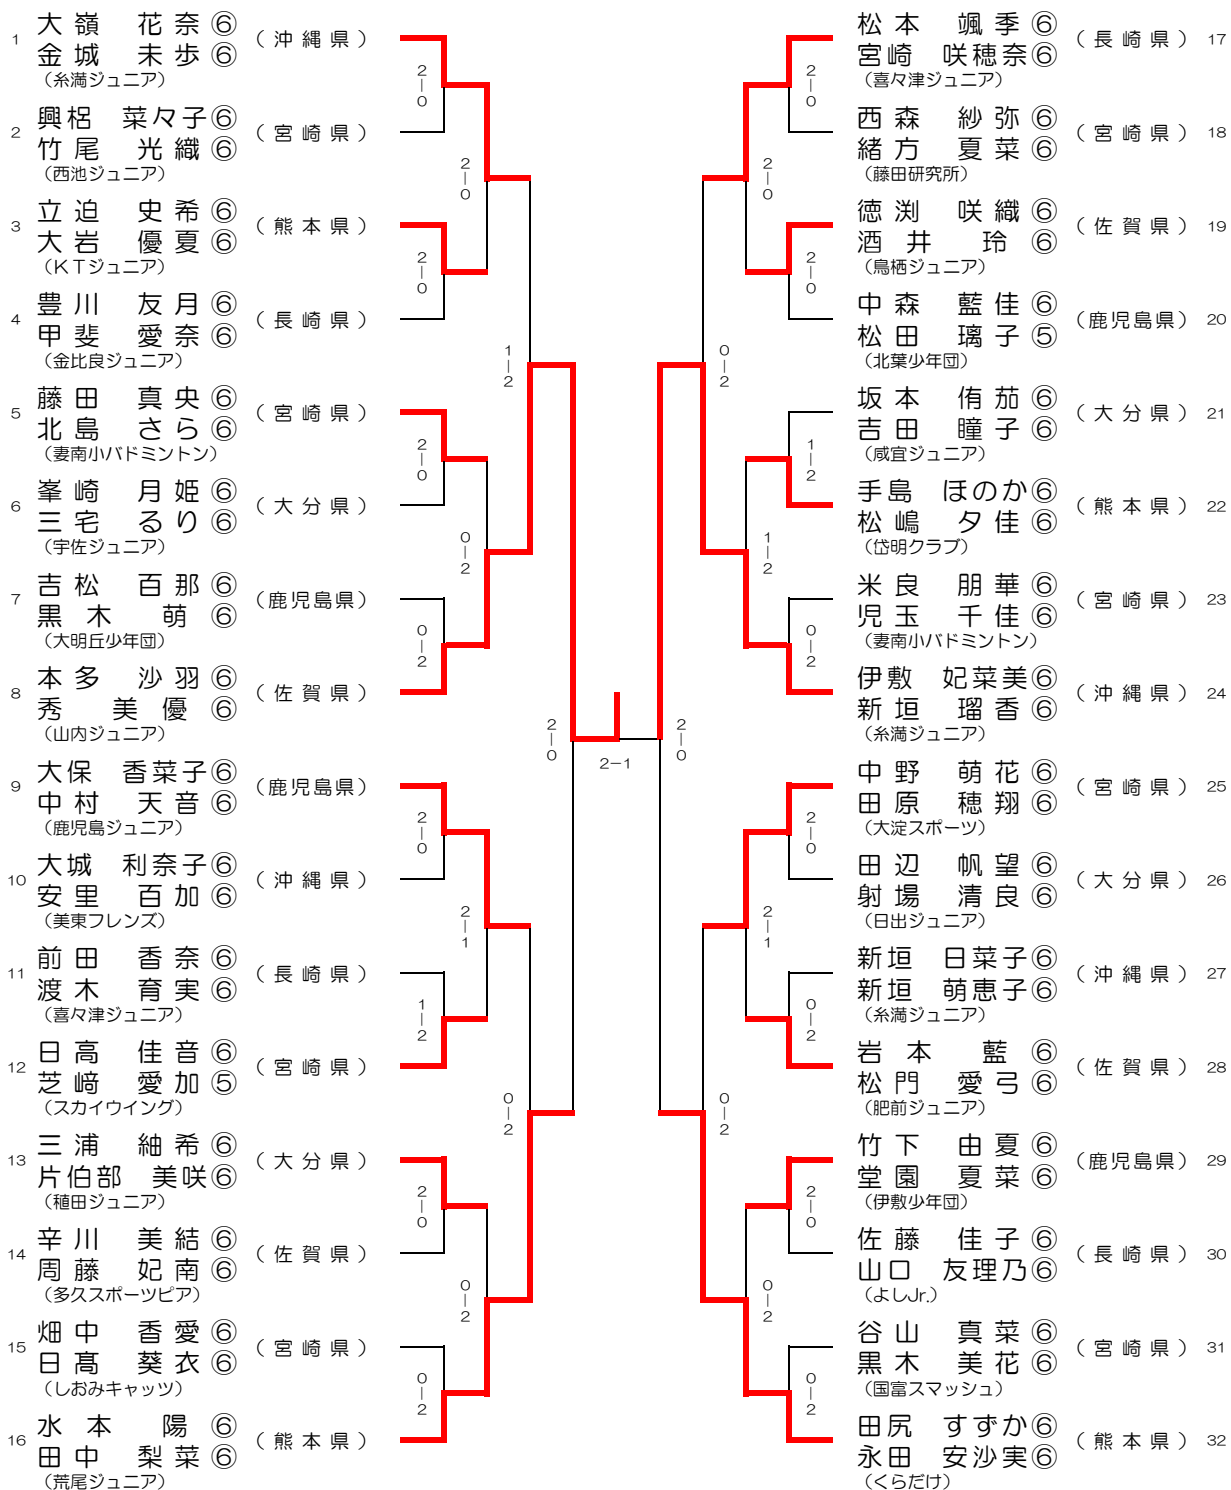 1 大嶺 花奈⑥ (沖縄県)
金城 未歩⑥
(糸満ジュニア)
2 興梠 菜々子⑥ (宮崎県)
竹尾 光織⑥
(西池ジュニア)
3 立迫 史希⑥ (熊本県)
大岩 優夏⑥
(KTジュニア)
4 豊川 友月⑥ (長崎県)
甲斐 愛奈⑥
(金比良ジュニア)
5 藤田 真央⑥ (宮崎県)
北島 さら⑥
(妻南小バドミントン)
6 峯崎 月姫⑥ (大分県)
三宅 るり⑥
(宇佐ジュニア)
7 吉松 百那⑥ (鹿児島県)
黒木 萌⑥
(大明丘少年団)
8 本多 沙羽⑥ (佐賀県)
秀 美優⑥
(山内ジュニア)
9 大保 香菜子⑥ (鹿児島県)
中村 天音⑥
(鹿児島ジュニア)
10 大城 利奈子⑥ (沖縄県)
安里 百加⑥
(美東フレンズ)
11 前田 香奈⑥ (長崎県)
渡木 育実⑥
(喜々津ジュニア)
12 日高 佳音⑥ (宮崎県)
芝﨑 愛加⑤
(スカイウイング)
13 三浦 紬希⑥ (大分県)
片伯部 美咲⑥
(稙田ジュニア)
14 辛川 美結⑥ (佐賀県)
周藤 妃南⑥
(多久スポーツピア)
15 畑中 香愛⑥ (宮崎県)
日髙 葵衣⑥
(しおみキャッツ)
16 水本 陽⑥ (熊本県)
田中 梨菜⑥
(荒尾ジュニア)
2-0
2-0
2-0
2-0
1-2
2-0
0-2
0-2
2-0
2-0
2-1
1-2
0-2
2-0
0-2
0-2
2-1
2-0
2-0
2-0
0-2
1-2
1-2
0-2
2-0
2-0
2-1
0-2
0-2
2-0
0-2
0-2
松本 颯季⑥ (長崎県) 17
宮崎 咲穂奈⑥
(喜々津ジュニア)
西森 紗弥⑥ (宮崎県) 18
緒方 夏菜⑥
(藤田研究所)
徳渕 咲織⑥ (佐賀県) 19
酒井 玲⑥
(鳥栖ジュニア)
中森 藍佳⑥ (鹿児島県) 20
松田 璃子⑤
(北葉少年団)
坂本 侑茄⑥ (大分県) 21
吉田 瞳子⑥
(咸宜ジュニア)
手島 ほのか⑥ (熊本県) 22
松嶋 夕佳⑥
(岱明クラブ)
米良 朋華⑥ (宮崎県) 23
児玉 千佳⑥
(妻南小バドミントン)
伊敷 妃菜美⑥ (沖縄県) 24
新垣 瑠香⑥
(糸満ジュニア)
中野 萌花⑥ (宮崎県) 25
田原 穂翔⑥
(大淀スポーツ)
田辺 帆望⑥ (大分県) 26
射場 清良⑥
(日出ジュニア)
新垣 日菜子⑥ (沖縄県) 27
新垣 萌恵子⑥
(糸満ジュニア)
岩本 藍⑥ (佐賀県) 28
松門 愛弓⑥
(肥前ジュニア)
竹下 由夏⑥ (鹿児島県) 29
堂園 夏菜⑥
(伊敷少年団)
佐藤 佳子⑥ (長崎県) 30
山口 友理乃⑥
(よしJr.)
谷山 真菜⑥ (宮崎県) 31
黒木 美花⑥
(国富スマッシュ)
田尻 すずか⑥ (熊本県) 32
永田 安沙実⑥
(くらだけ)